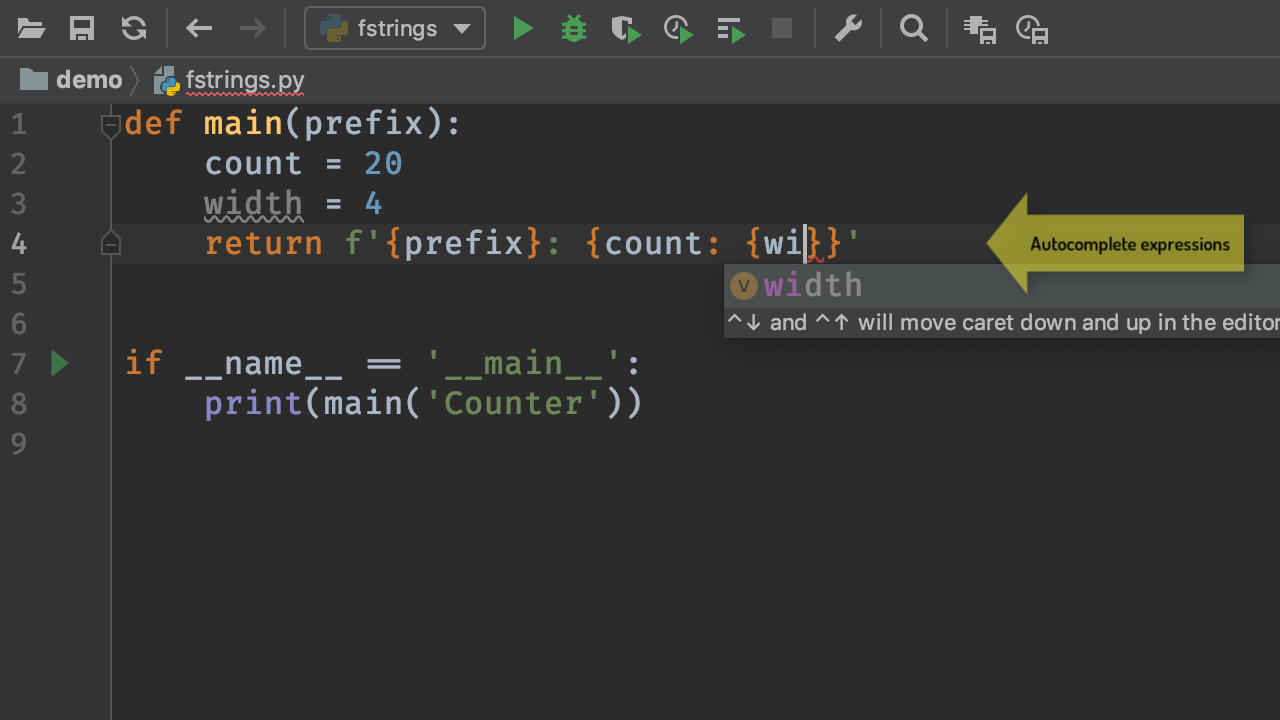 fstrings
demo fstrings.py
1 def main(prefix):
2 count = 20
3 width = 4
4 return f'{prefix}: {count: {wi}}'
Autocomplete expressions
V width
^↓ and ^↑ will move caret down and up in the editor
5
6
7 if __name__ == '__main__':
8 print(main('Counter'))
9